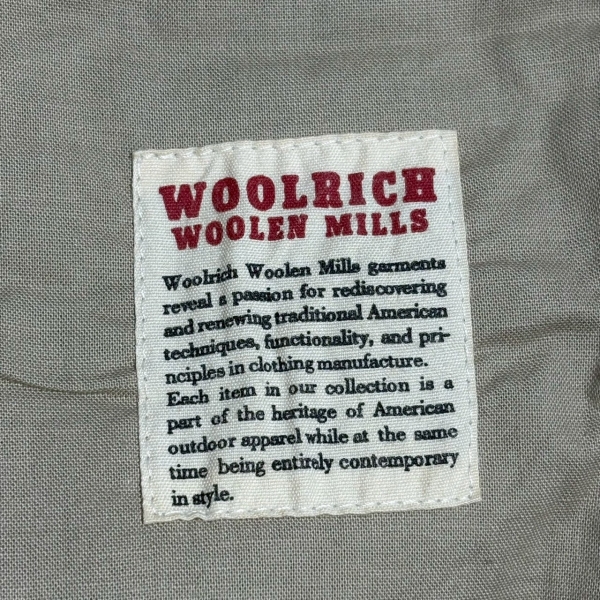 WOOLRICH
WOOLEN MILLS
Woolrich Woolen Mills garments
reveal a passion for rediscovering
and renewing traditional American
techniques, functionality, and pri-
nciples in clothing manufacture.
Each item in our collection is a
part of the heritage of American
outdoor apparel while at the same
time being entirely contemporary
in style.